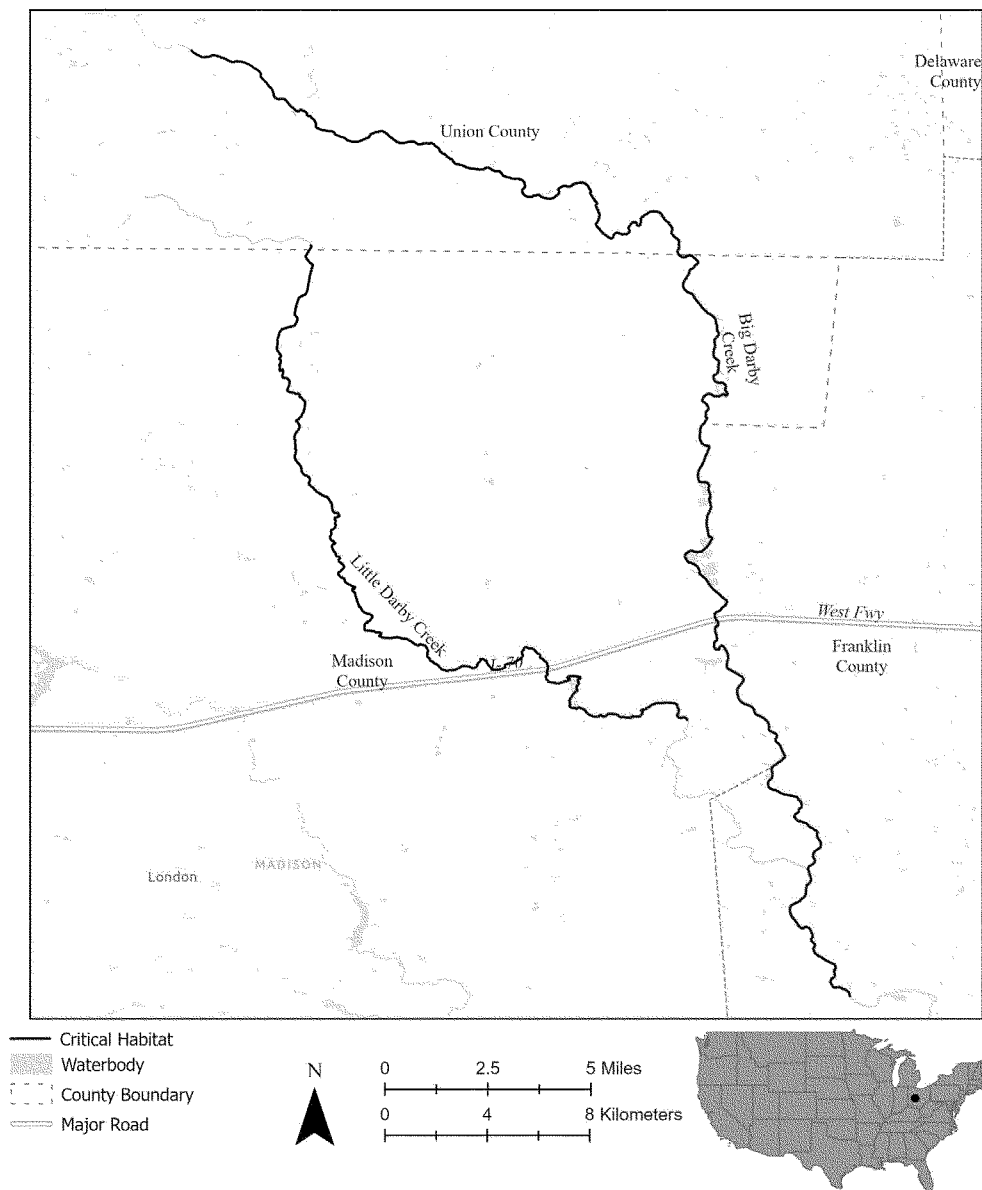 Delaware
County
Union County
Big Darby
Creek
Little Darby Creek
West Fwy
I-70
Madison
County
Franklin
County
MADISON
London
Critical Habitat
Waterbody
County Boundary
Major Road
N
0 2.5 5 Miles
0 4 8 Kilometers